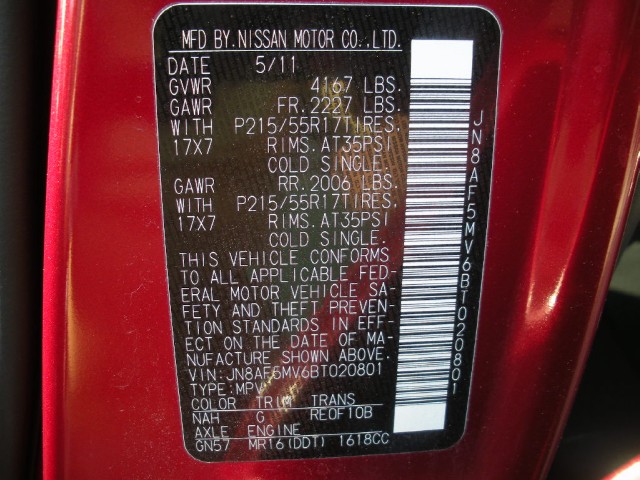 MFD BY.NISSAN MOTOR CO.,LTD.
DATE 5/11
GVWR 4167 LBS.
GAWR FR.2227 LBS.
WITH P215/55R17TIRES.
17X7 RIMS.AT35PSI
COLD SINGLE.
GAWR RR.2006 LBS.
WITH P215/55R17TIRES.
17X7 RIMS.AT35PSI
COLD SINGLE.
THIS VEHICLE CONFORMS
TO ALL APPLICABLE FED-
ERAL MOTOR VEHICLE SA-
FETY AND THEFT PREVEN-
TION STANDARDS IN EFF-
ECT ON THE DATE OF MA-
NUFACTURE SHOWN ABOVE.
VIN:JN8AF5MV6BT020801
TYPE:MPV
COLOR TRIM TRANS
NAH G RE0F10B
AXLE ENGINE
GN57 MR16(DDT) 1618CC
JN8AF5MV6BT020801